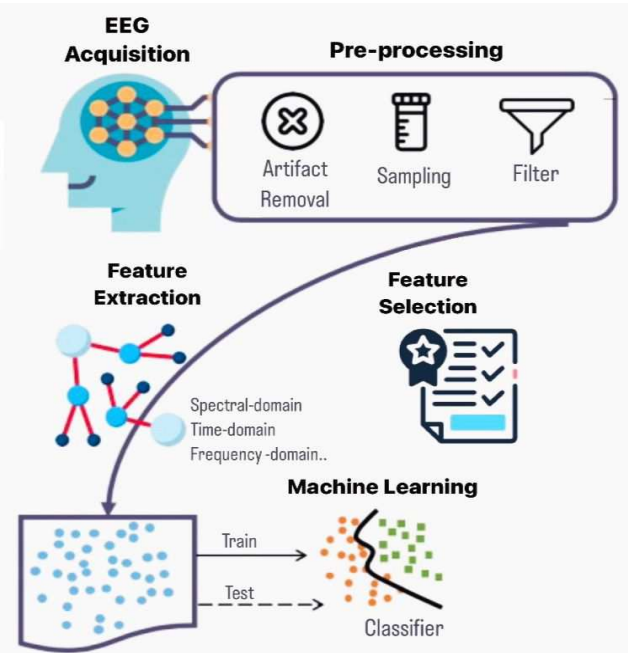 EEG
Acquisition
Pre-processing
Artifact
Removal
Sampling
Filter
Feature
Extraction
Feature
Selection
Spectral-domain
Time-domain
Frequency -domain..
Machine Learning
Train
Test
Classifier